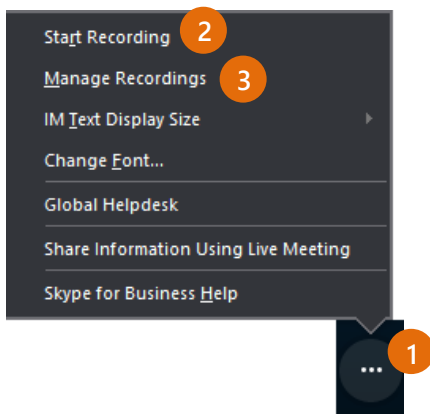 Start Recording 2
Manage Recordings 3
IM Text Display Size
Change Font...
Global Helpdesk
Share Information Using Live Meeting
Skype for Business Help
... 1